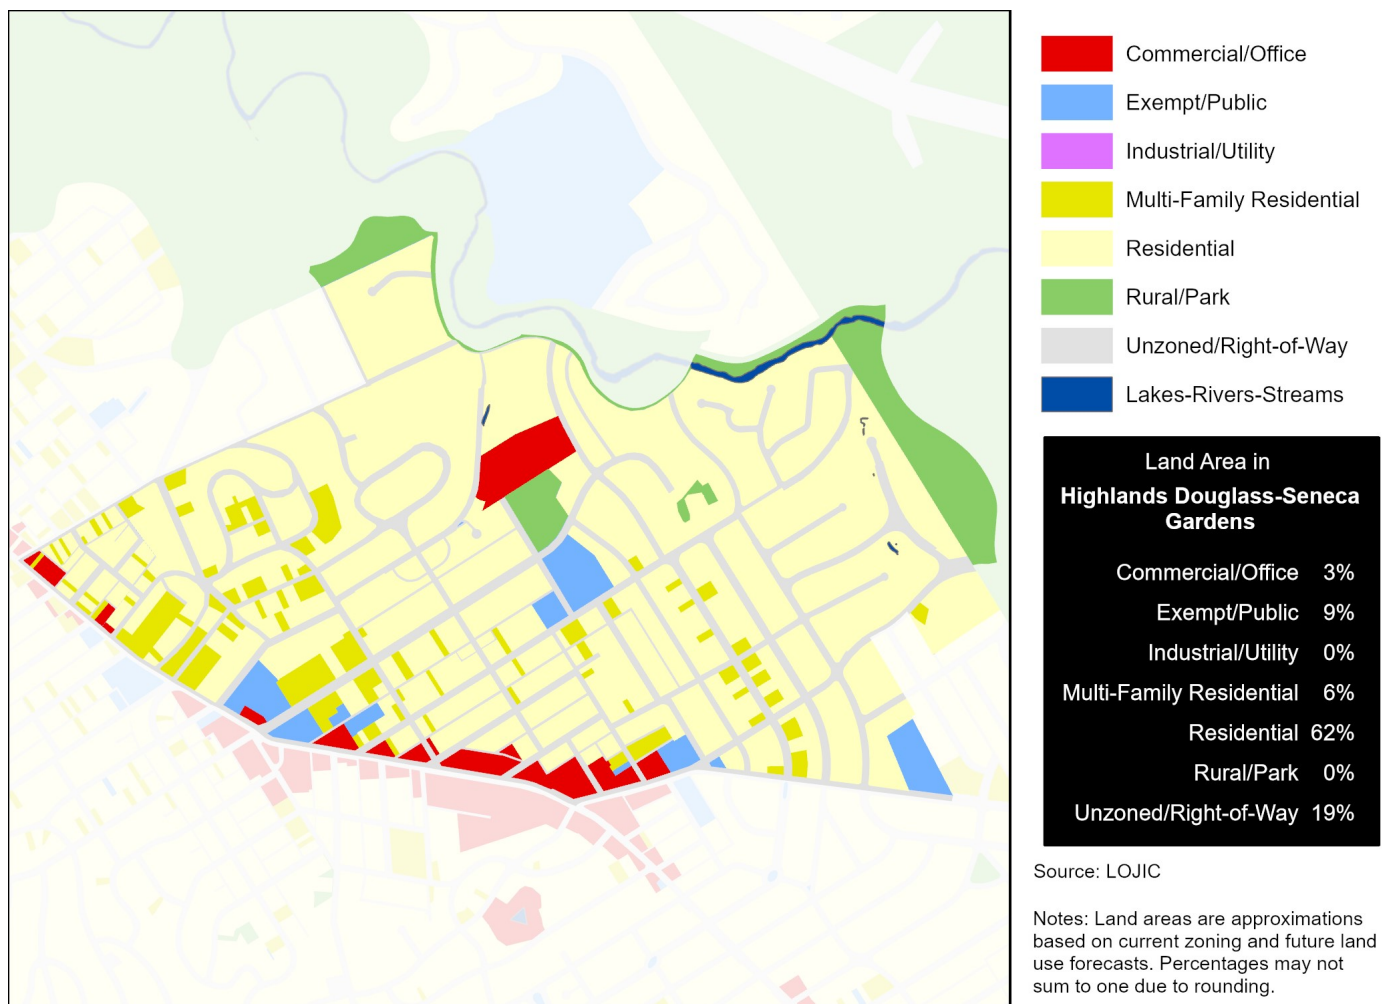 Commercial/Office
Exempt/Public
Industrial/Utility
Multi-Family Residential
Residential
Rural/Park
Unzoned/Right-of-Way
Lakes-Rivers-Streams
Land Area in
Highlands Douglass-Seneca
Gardens
Commercial/Office 3%
Exempt/Public 9%
Industrial/Utility 0%
Multi-Family Residential 6%
Residential 62%
Rural/Park 0%
Unzoned/Right-of-Way 19%
Source: LOJIC
Notes: Land areas are approximations
based on current zoning and future land
use forecasts. Percentages may not
sum to one due to rounding.